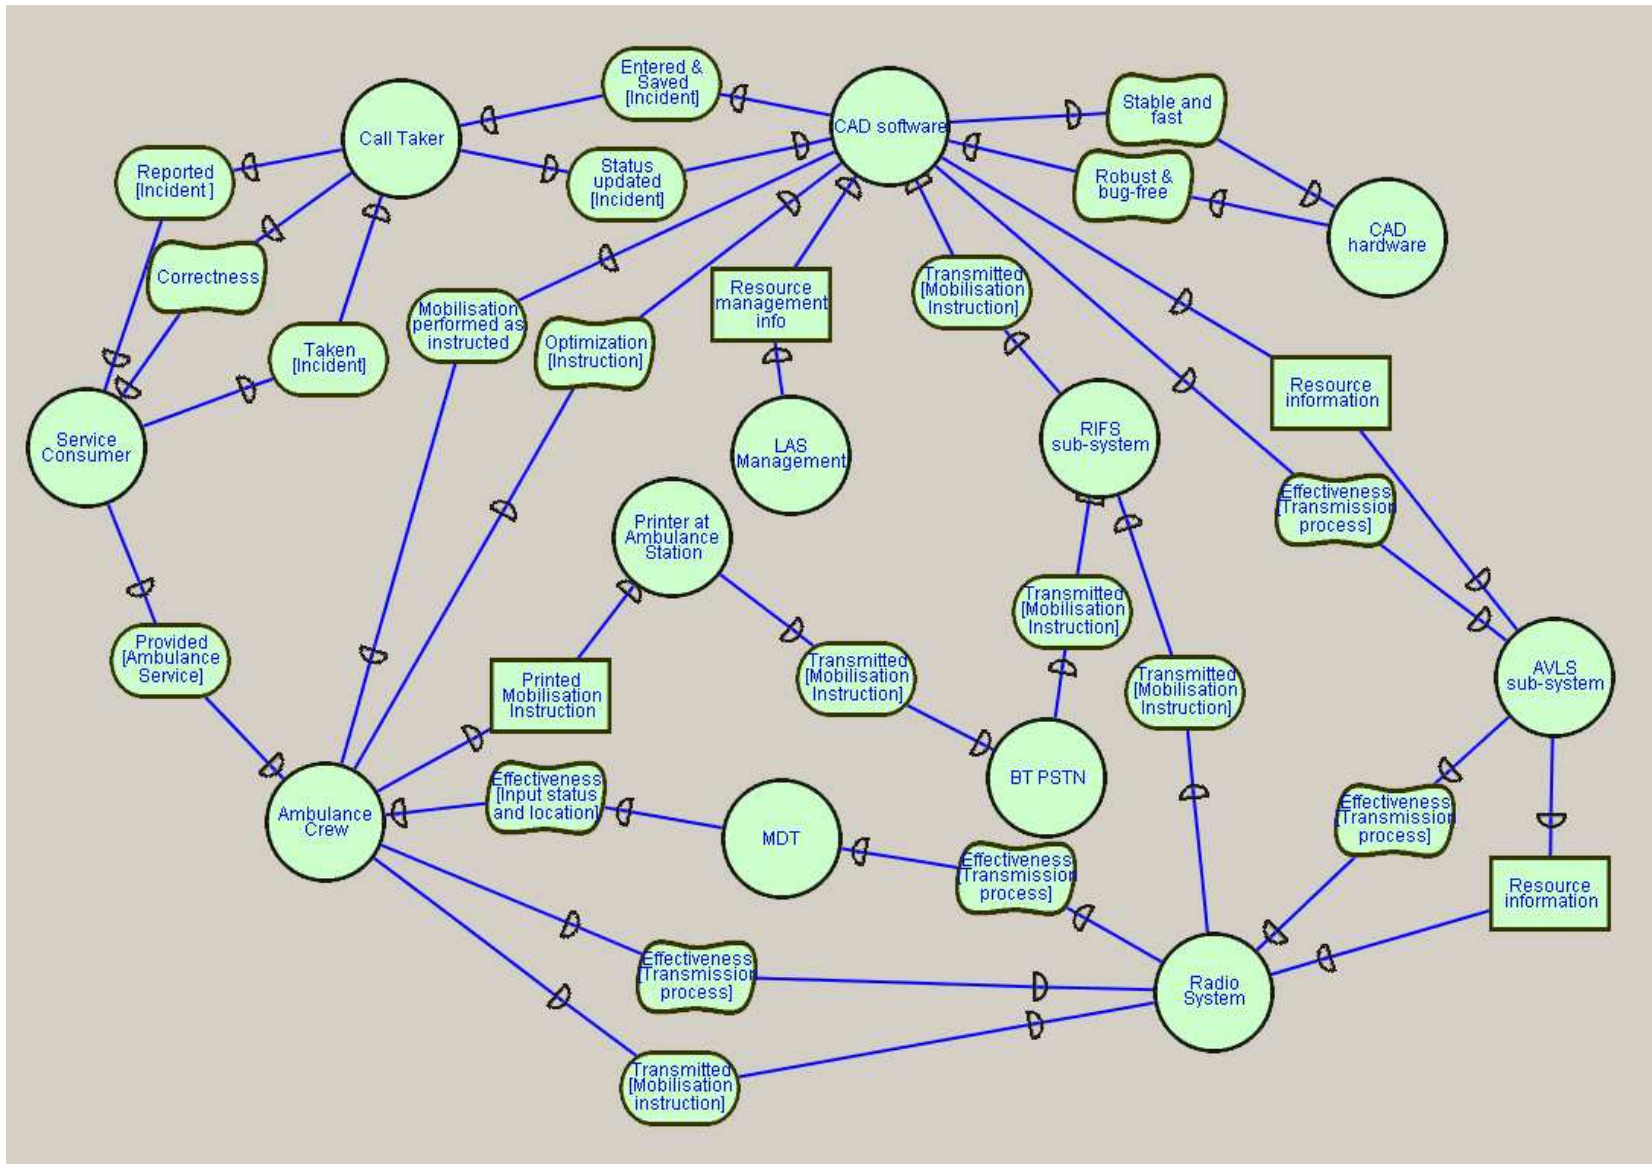 Entered &
Saved
[Incident]
Call Taker
CAD software
Stable and
fast
Reported
[Incident ]
Status
updated
[Incident]
Robust &
bug-free
CAD
hardware
Correctness
Taken
[Incident]
Mobilisation
performed as
instructed
Optimization
[Instruction]
Resource
management
info
Transmitted
[Mobilisation
Instruction]
Resource
information
Service
Consumer
LAS
Management
RIFS
sub-system
Effectiveness
[Transmission
process]
Printer at
Ambulance
Station
Transmitted
[Mobilisation
Instruction]
Provided
[Ambulance
Service]
Printed
Mobilisation
Instruction
Transmitted
[Mobilisation
Instruction]
Transmitted
[Mobilisation
Instruction]
AVLS
sub-system
Ambulance
Crew
Effectiveness
[Input status
and location]
MDT
BT PSTN
Effectiveness
[Transmission
process]
Effectiveness
[Transmission
process]
Resource
information
Effectiveness
[Transmission
process]
Radio
System
Transmitted
[Mobilisation
instruction]